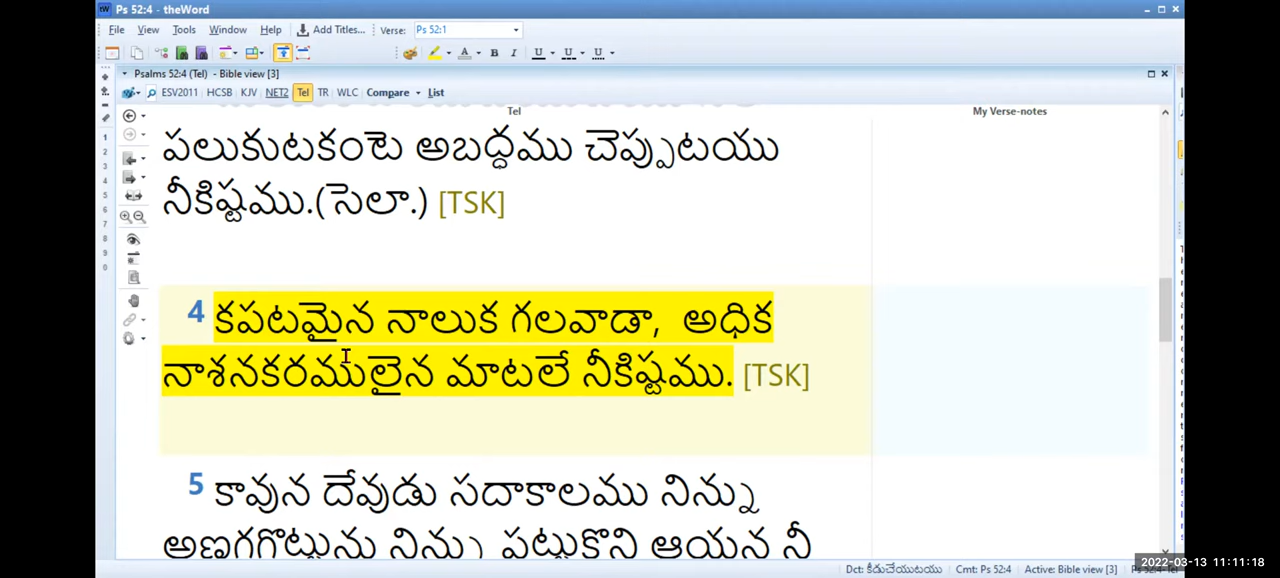 Ps 52:4 - theWord
File View Tools Window Help Add Titles... Verse: Ps 52:1
B I U U U
Psalms 52:4 (Tel) - Bible view [3]
ESV2011 HCSB KJV NET2 Tel TR WLC Compare List
Tel My Verse-notes
పలుకుటకంటె అబద్ధము చెప్పుటయు
నీకిష్టము.(సెలా.) [TSK]
4 కపటమైన నాలుక గలవాడా, అధిక
నాశనకరములైన మాటలే నీకిష్టము. [TSK]
5 కావున దేవుడు సదాకాలము నిన్ను
అణగగొట్టును నిన్ను పట్టుకొని ఆయన నీ
2022-03-13 11:11:18
Dct: కీడుచేయుటయు Cmt: Ps 52:4 Active: Bible view [3]